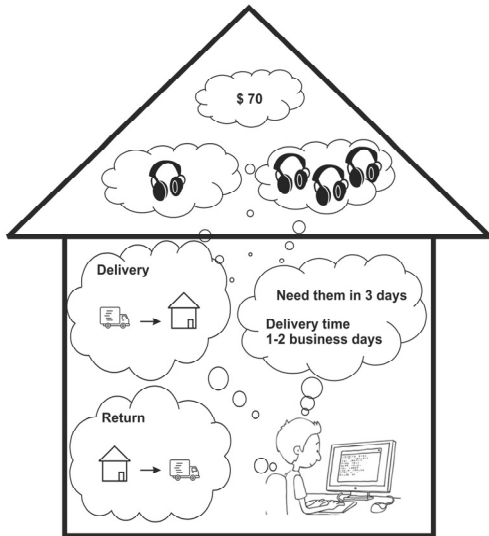 $ 70
Delivery
Need them in 3 days
Delivery time
1-2 business days
Return